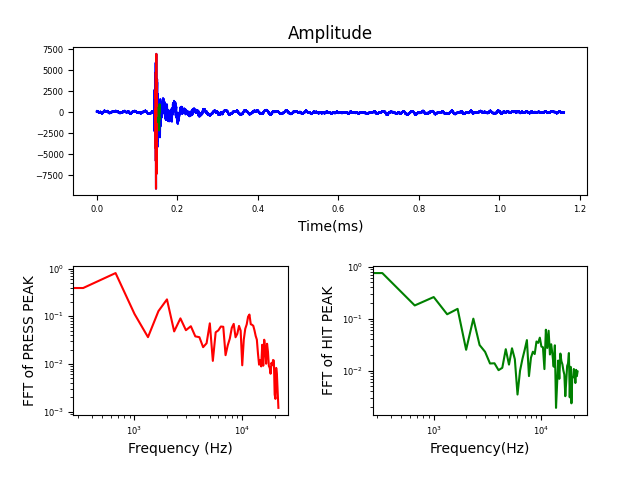 Amplitude
7500
5000
2500
0
−2500
−5000
−7500
0.0 0.2 0.4 0.6 0.8 1.0 1.2
Time(ms)
FFT of PRESS PEAK
10⁰
10⁻¹
10⁻²
10⁻³
10³ 10⁴
Frequency (Hz)
FFT of HIT PEAK
10⁰
10⁻¹
10⁻²
10³ 10⁴
Frequency(Hz)